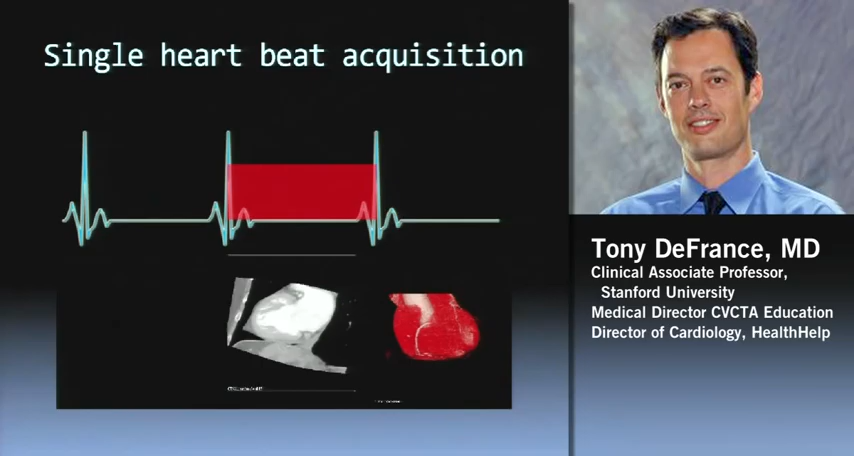 Single heart beat acquisition
Tony DeFrance, MD
Clinical Associate Professor,
Stanford University
Medical Director CVCTA Education
Director of Cardiology, HealthHelp